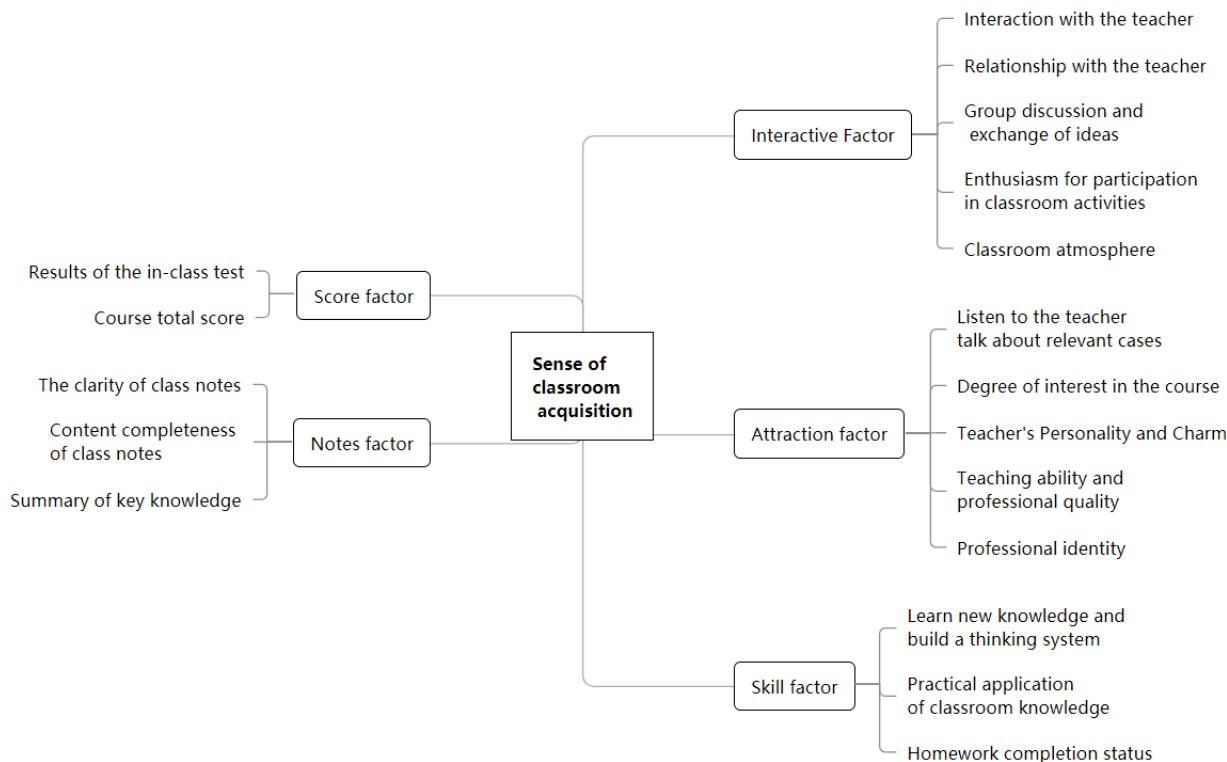 Sense of
classroom
acquisition
Interactive Factor
Interaction with the teacher
Relationship with the teacher
Group discussion and
exchange of ideas
Enthusiasm for participation
in classroom activities
Classroom atmosphere
Attraction factor
Listen to the teacher
talk about relevant cases
Degree of interest in the course
Teacher's Personality and Charm
Teaching ability and
professional quality
Professional identity
Skill factor
Learn new knowledge and
build a thinking system
Practical application
of classroom knowledge
Homework completion status
Score factor
Results of the in-class test
Course total score
Notes factor
The clarity of class notes
Content completeness
of class notes
Summary of key knowledge